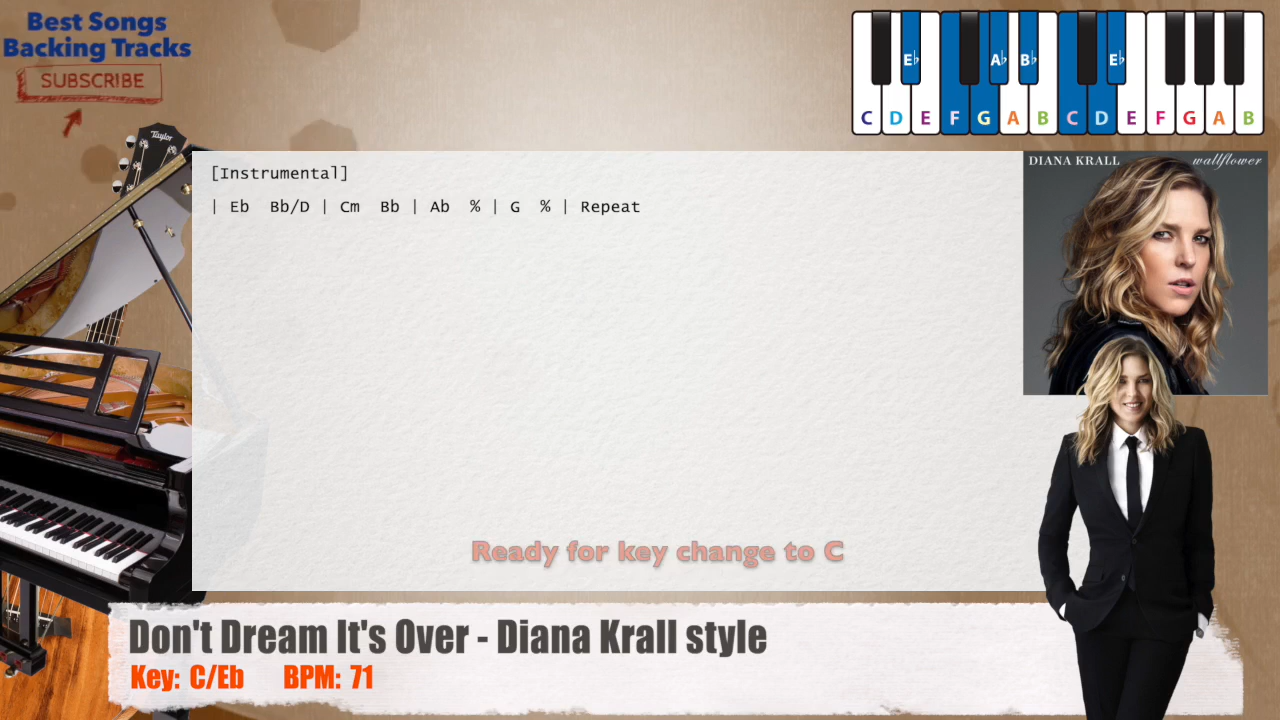 Best Songs
Backing Tracks
SUBSCRIBE
Taylor
E♭ A♭ B♭ E♭
C D E F G A B C D E F G A B
[Instrumental]
| Eb Bb/D | Cm Bb | Ab % | G % | Repeat
DIANA KRALL wallflower
Ready for key change to C
Don't Dream It's Over - Diana Krall style
Key: C/Eb BPM: 71